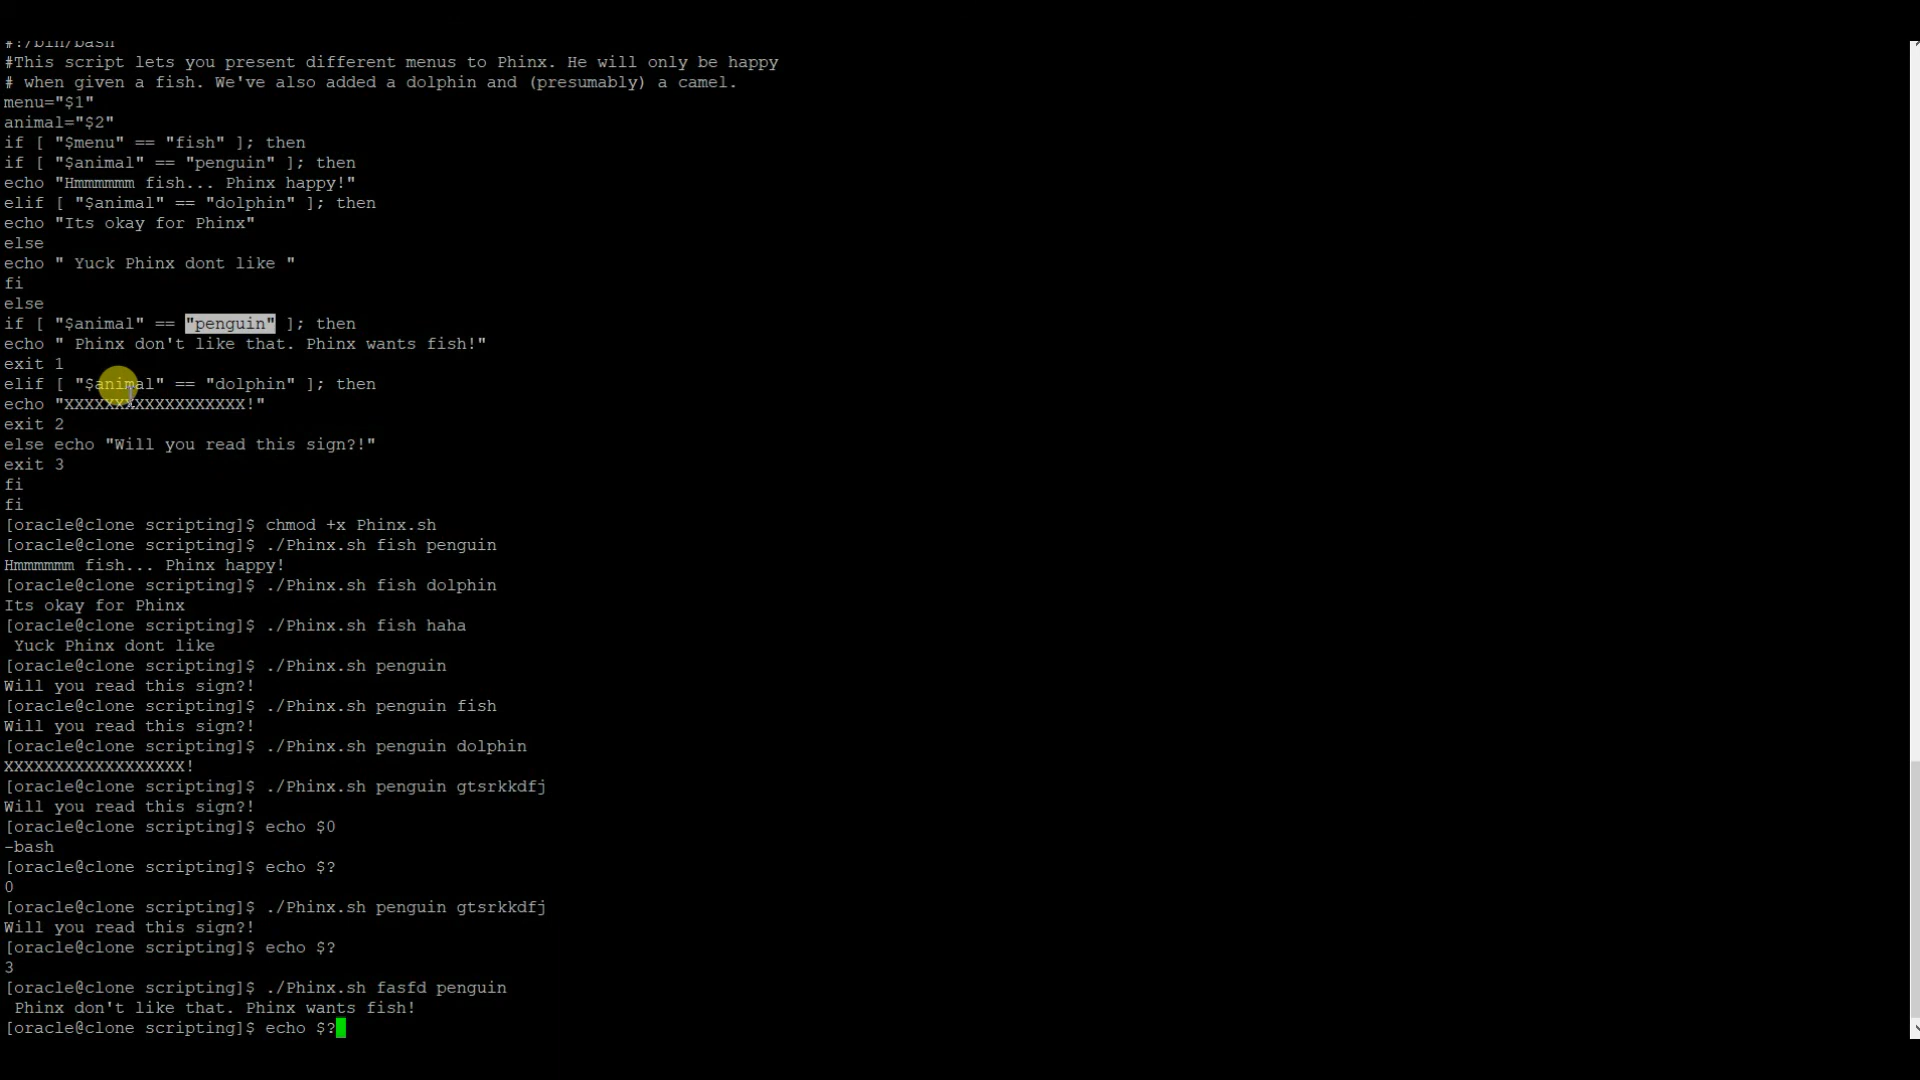 #!/bin/bash
#This script lets you present different menus to Phinx. He will only be happy
# when given a fish. We've also added a dolphin and (presumably) a camel.
menu="$1"
animal="$2"
if [ "$menu" == "fish" ]; then
if [ "$animal" == "penguin" ]; then
echo "Hmmmmmm fish... Phinx happy!"
elif [ "$animal" == "dolphin" ]; then
echo "Its okay for Phinx"
else
echo " Yuck Phinx dont like "
fi
else
if [ "$animal" == "penguin" ]; then
echo " Phinx don't like that. Phinx wants fish!"
exit 1
elif [ "$animal" == "dolphin" ]; then
echo "XXXXXXXXXXXXXXXXXX!"
exit 2
else echo "Will you read this sign?!"
exit 3
fi
fi
[oracle@clone scripting]$ chmod +x Phinx.sh
[oracle@clone scripting]$ ./Phinx.sh fish penguin
Hmmmmmm fish... Phinx happy!
[oracle@clone scripting]$ ./Phinx.sh fish dolphin
Its okay for Phinx
[oracle@clone scripting]$ ./Phinx.sh fish haha
 Yuck Phinx dont like
[oracle@clone scripting]$ ./Phinx.sh penguin
Will you read this sign?!
[oracle@clone scripting]$ ./Phinx.sh penguin fish
Will you read this sign?!
[oracle@clone scripting]$ ./Phinx.sh penguin dolphin
XXXXXXXXXXXXXXXXXX!
[oracle@clone scripting]$ ./Phinx.sh penguin gtsrkkdfj
Will you read this sign?!
[oracle@clone scripting]$ echo $0
-bash
[oracle@clone scripting]$ echo $?
0
[oracle@clone scripting]$ ./Phinx.sh penguin gtsrkkdfj
Will you read this sign?!
[oracle@clone scripting]$ echo $?
3
[oracle@clone scripting]$ ./Phinx.sh fasfd penguin
 Phinx don't like that. Phinx wants fish!
[oracle@clone scripting]$ echo $?